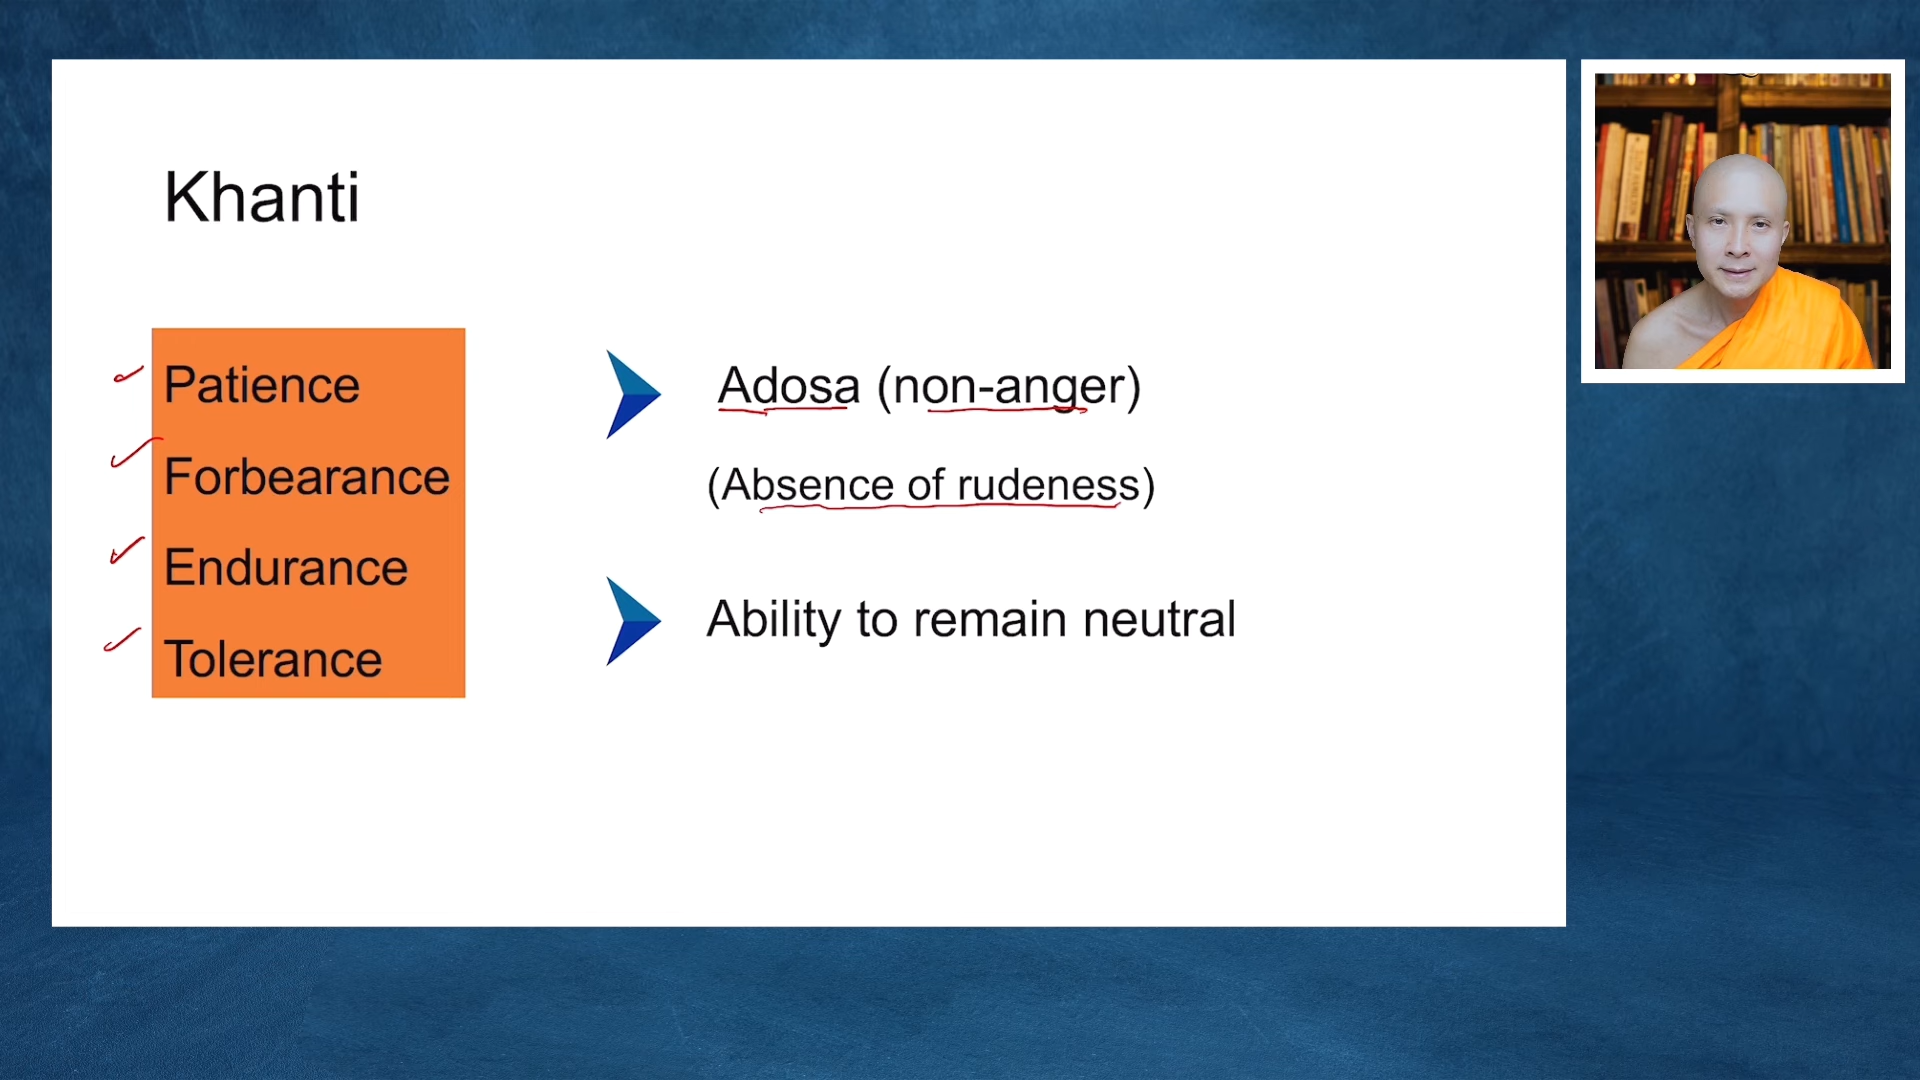 Khanti
Patience
Forbearance
Endurance
Tolerance
Adosa (non-anger)
(Absence of rudeness)
Ability to remain neutral